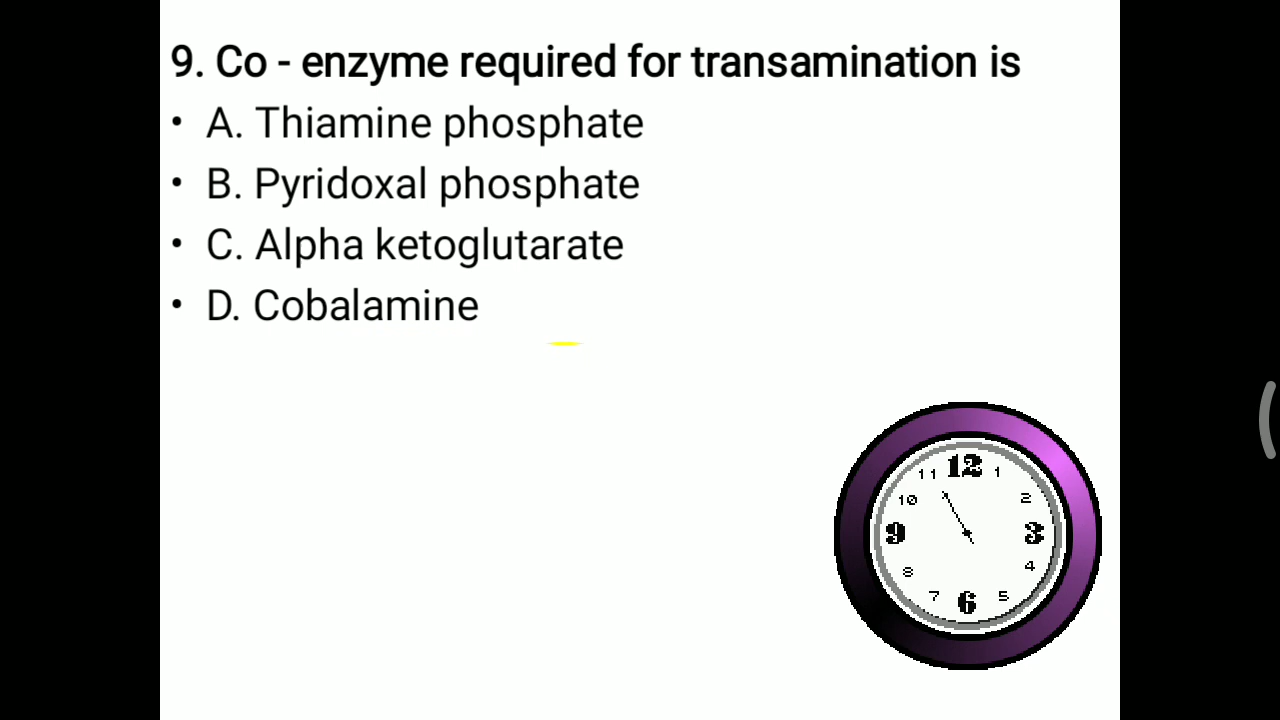 9. Co - enzyme required for transamination is
• A. Thiamine phosphate
• B. Pyridoxal phosphate
• C. Alpha ketoglutarate
• D. Cobalamine
12
11 1
10 2
9 3
8 4
7 5
6